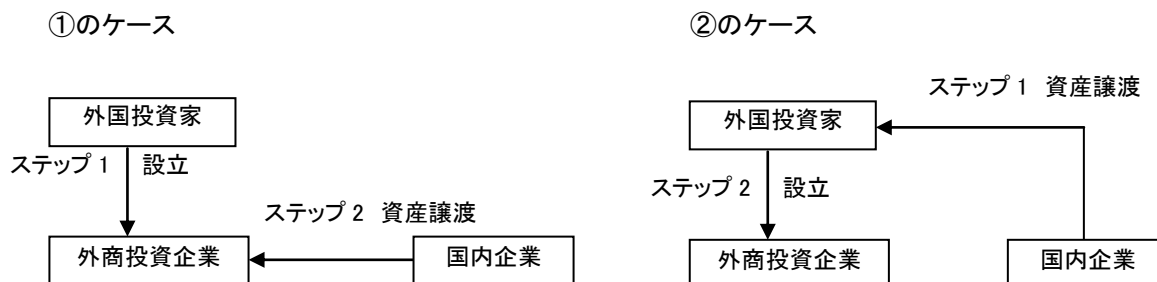 ①のケース
外国投資家
ステップ 1 設立
ステップ 2 資産譲渡
外商投資企業
国内企業
②のケース
ステップ 1 資産譲渡
外国投資家
ステップ 2 設立
外商投資企業
国内企業